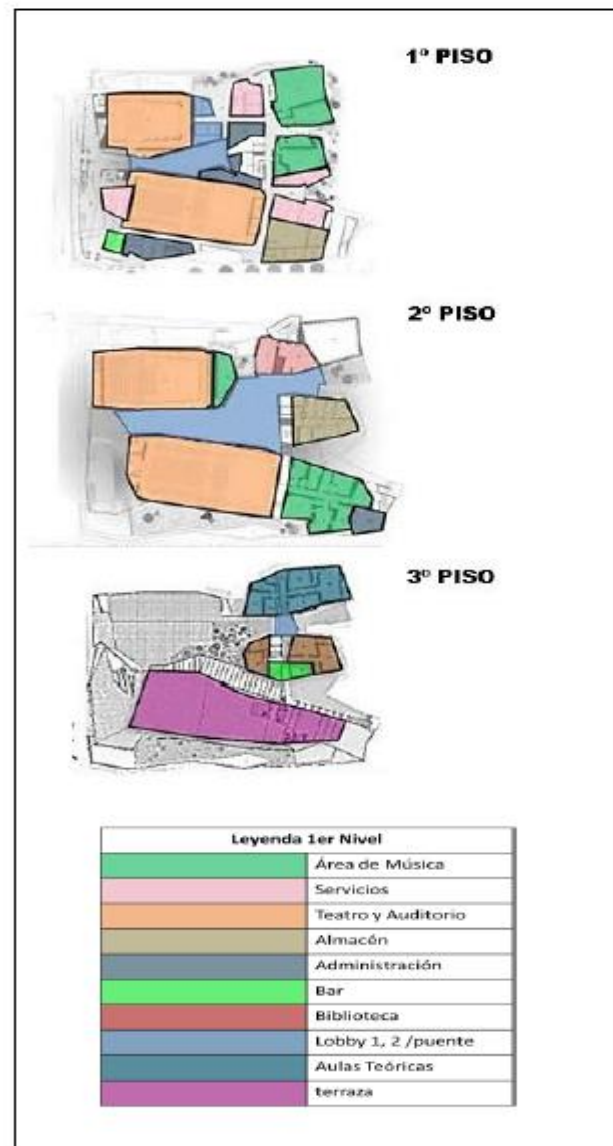 1º PISO
2º PISO
3º PISO
Leyenda 1er Nivel
Área de Música
Servicios
Teatro y Auditorio
Almacén
Administración
Bar
Biblioteca
Lobby 1, 2 /puente
Aulas Teóricas
terraza